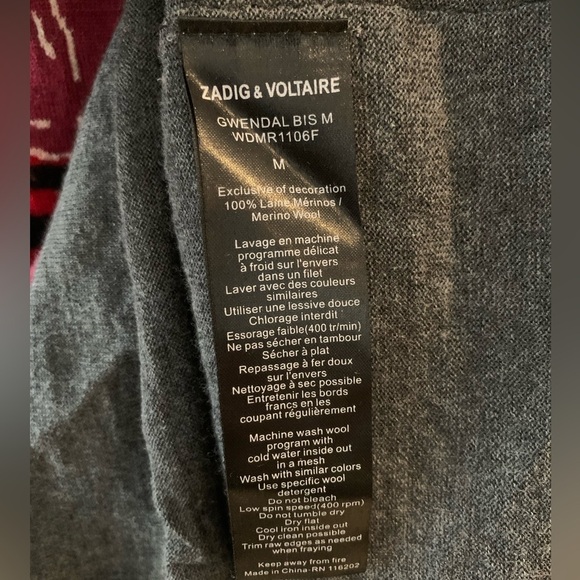 ZADIG & VOLTAIRE
GWENDAL BIS M
WDMR1106F
M
Exclusive of decoration
100% Laine Mérinos /
Merino Wool
Lavage en machine
programme délicat
à froid sur l'envers
dans un filet
Laver avec des couleurs
similaires
Utiliser une lessive douce
Chlorage interdit
Essorage faible(400 tr/min)
Ne pas sécher en tambour
Sécher à plat
Repassage à fer doux
sur l'envers
Nettoyage à sec possible
Entretenir les bords
francs en les
coupant régulièrement
Machine wash wool
program with
cold water inside out
in a mesh
Wash with similar colors
Use specific wool
detergent
Do not bleach
Low spin speed(400 rpm)
Do not tumble dry
Dry flat
Cool iron inside out
Dry clean possible
Trim raw edges as needed
when fraying
Keep away from fire
Made in China-RN 116202